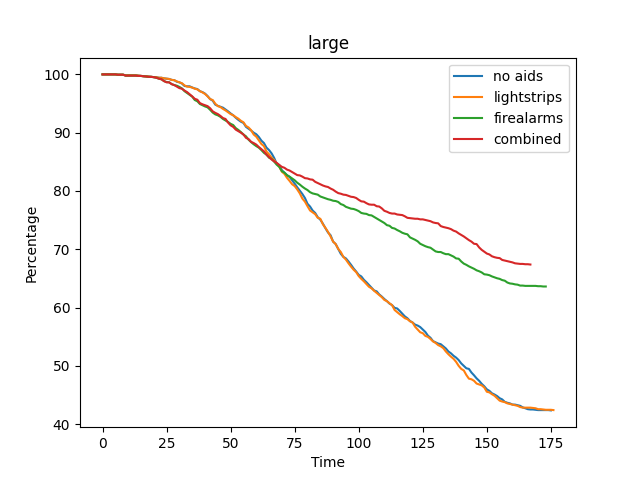 large
100
90
80
70
60
50
40
Percentage
0 25 50 75 100 125 150 175
Time
no aids
lightstrips
firealarms
combined